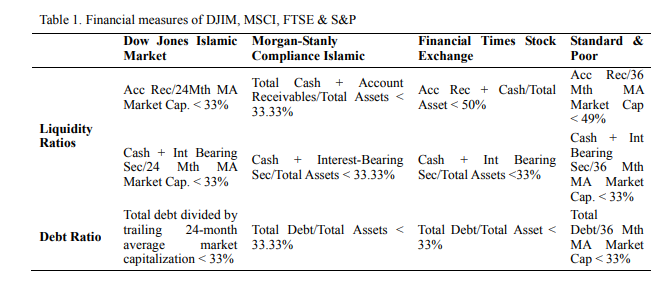 Table 1. Financial measures of DJIM, MSCI, FTSE & S&P
Dow Jones Islamic
Market
Morgan-Stanly
Compliance Islamic
Financial Times Stock
Exchange
Standard &
Poor
Liquidity
Ratios
Acc Rec/24Mth MA
Market Cap. < 33%
Total Cash + Account
Receivables/Total Assets <
33.33%
Acc Rec + Cash/Total
Asset < 50%
Acc Rec/36
Mth MA
Market Cap
< 49%
Cash + Int Bearing
Sec/24 Mth MA
Market Cap. < 33%
Cash + Interest-Bearing
Sec/Total Assets < 33.33%
Cash + Int Bearing
Sec/Total Assets <33%
Cash + Int
Bearing
Sec/36 Mth
MA Market
Cap. < 33%
Debt Ratio
Total debt divided by
trailing 24-month
average market
capitalization < 33%
Total Debt/Total Assets <
33.33%
Total Debt/Total Asset <
33%
Total
Debt/36 Mth
MA Market
Cap < 33%